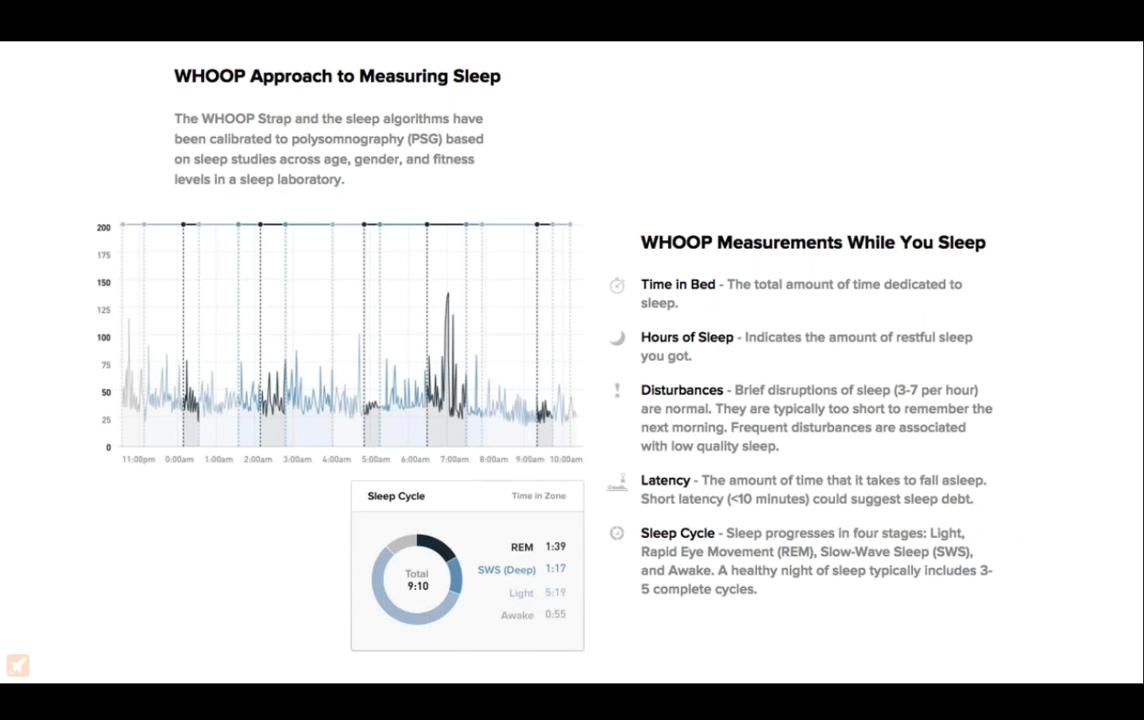 WHOOP Approach to Measuring Sleep
The WHOOP Strap and the sleep algorithms have
been calibrated to polysomnography (PSG) based
on sleep studies across age, gender, and fitness
levels in a sleep laboratory.
200
175
150
125
100
75
50
25
0
11:00pm 0:00am 1:00am 2:00am 3:00am 4:00am 5:00am 6:00am 7:00am 8:00am 9:00am 10:00am
Sleep Cycle Time in Zone
Total
9:10
REM 1:39
SWS (Deep) 1:17
Light 5:19
Awake 0:55
WHOOP Measurements While You Sleep
Time in Bed - The total amount of time dedicated to
sleep.
Hours of Sleep - Indicates the amount of restful sleep
you got.
Disturbances - Brief disruptions of sleep (3-7 per hour)
are normal. They are typically too short to remember the
next morning. Frequent disturbances are associated
with low quality sleep.
Latency - The amount of time that it takes to fall asleep.
Short latency (<10 minutes) could suggest sleep debt.
Sleep Cycle - Sleep progresses in four stages: Light,
Rapid Eye Movement (REM), Slow-Wave Sleep (SWS),
and Awake. A healthy night of sleep typically includes 3-
5 complete cycles.